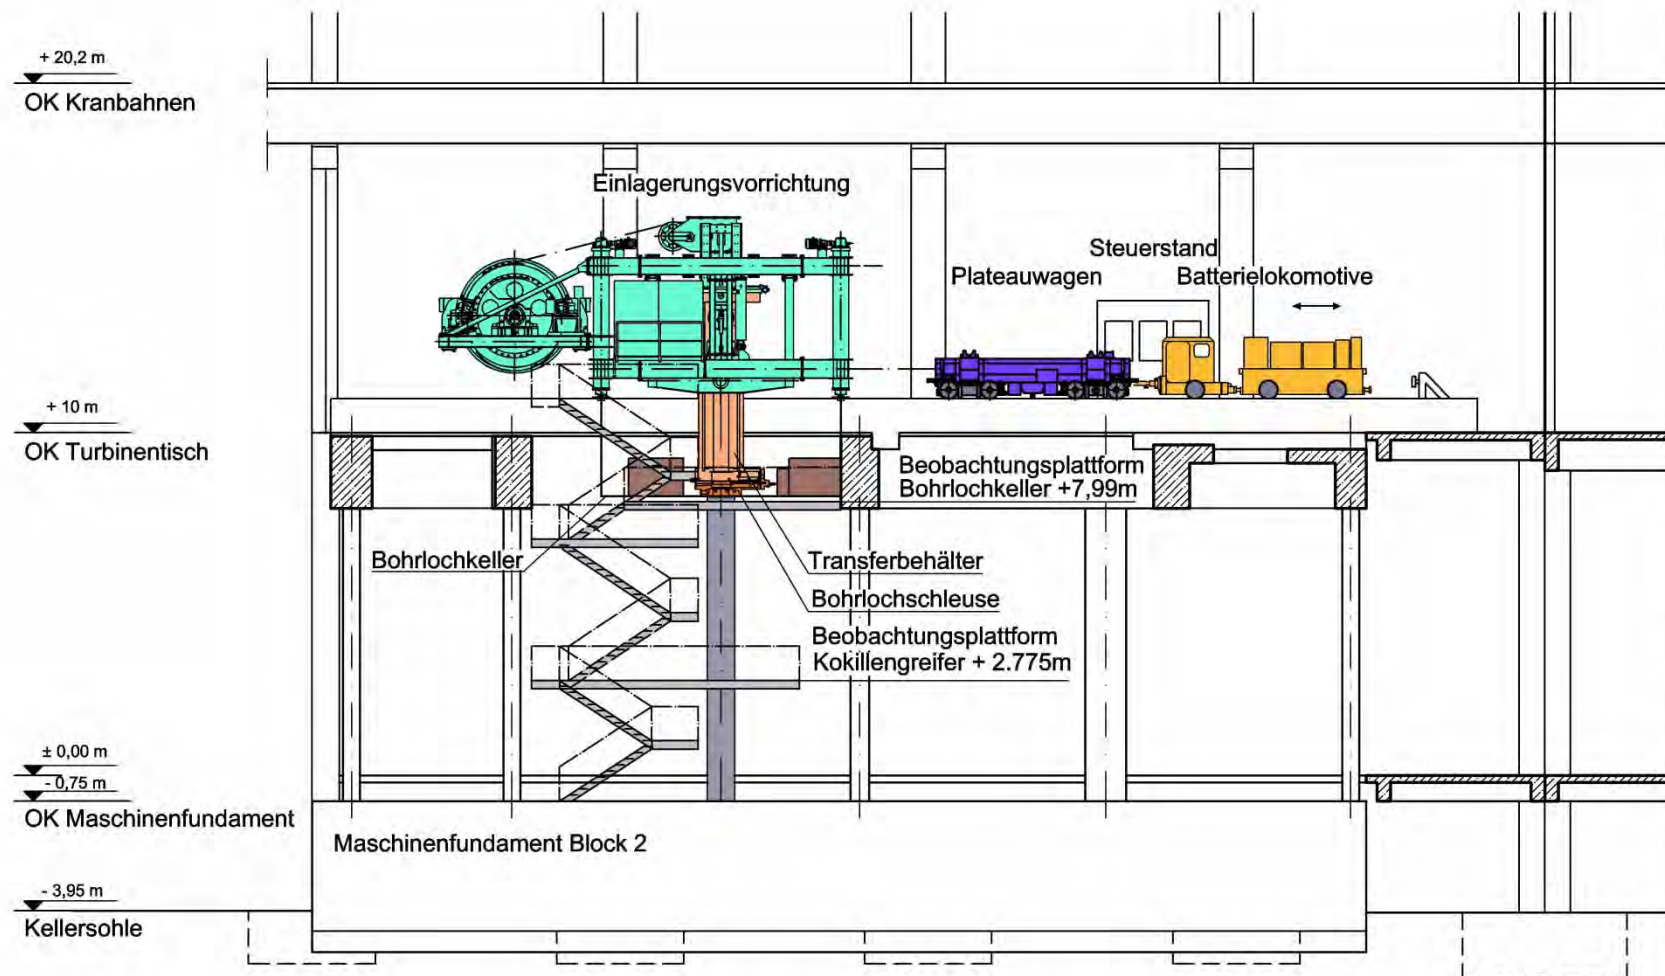 + 20,2 m
OK Kranbahnen
Einlagerungsvorrichtung
Steuerstand
Plateauwagen
Batterielokomotive
+ 10 m
OK Turbinentisch
Beobachtungsplattform
Bohrlochkeller +7,99m
Bohrlochkeller
Transferbehälter
Bohrlochschleuse
Beobachtungsplattform
Kokillengreifer + 2.775m
± 0,00 m
- 0,75 m
OK Maschinenfundament
Maschinenfundament Block 2
- 3,95 m
Kellersohle